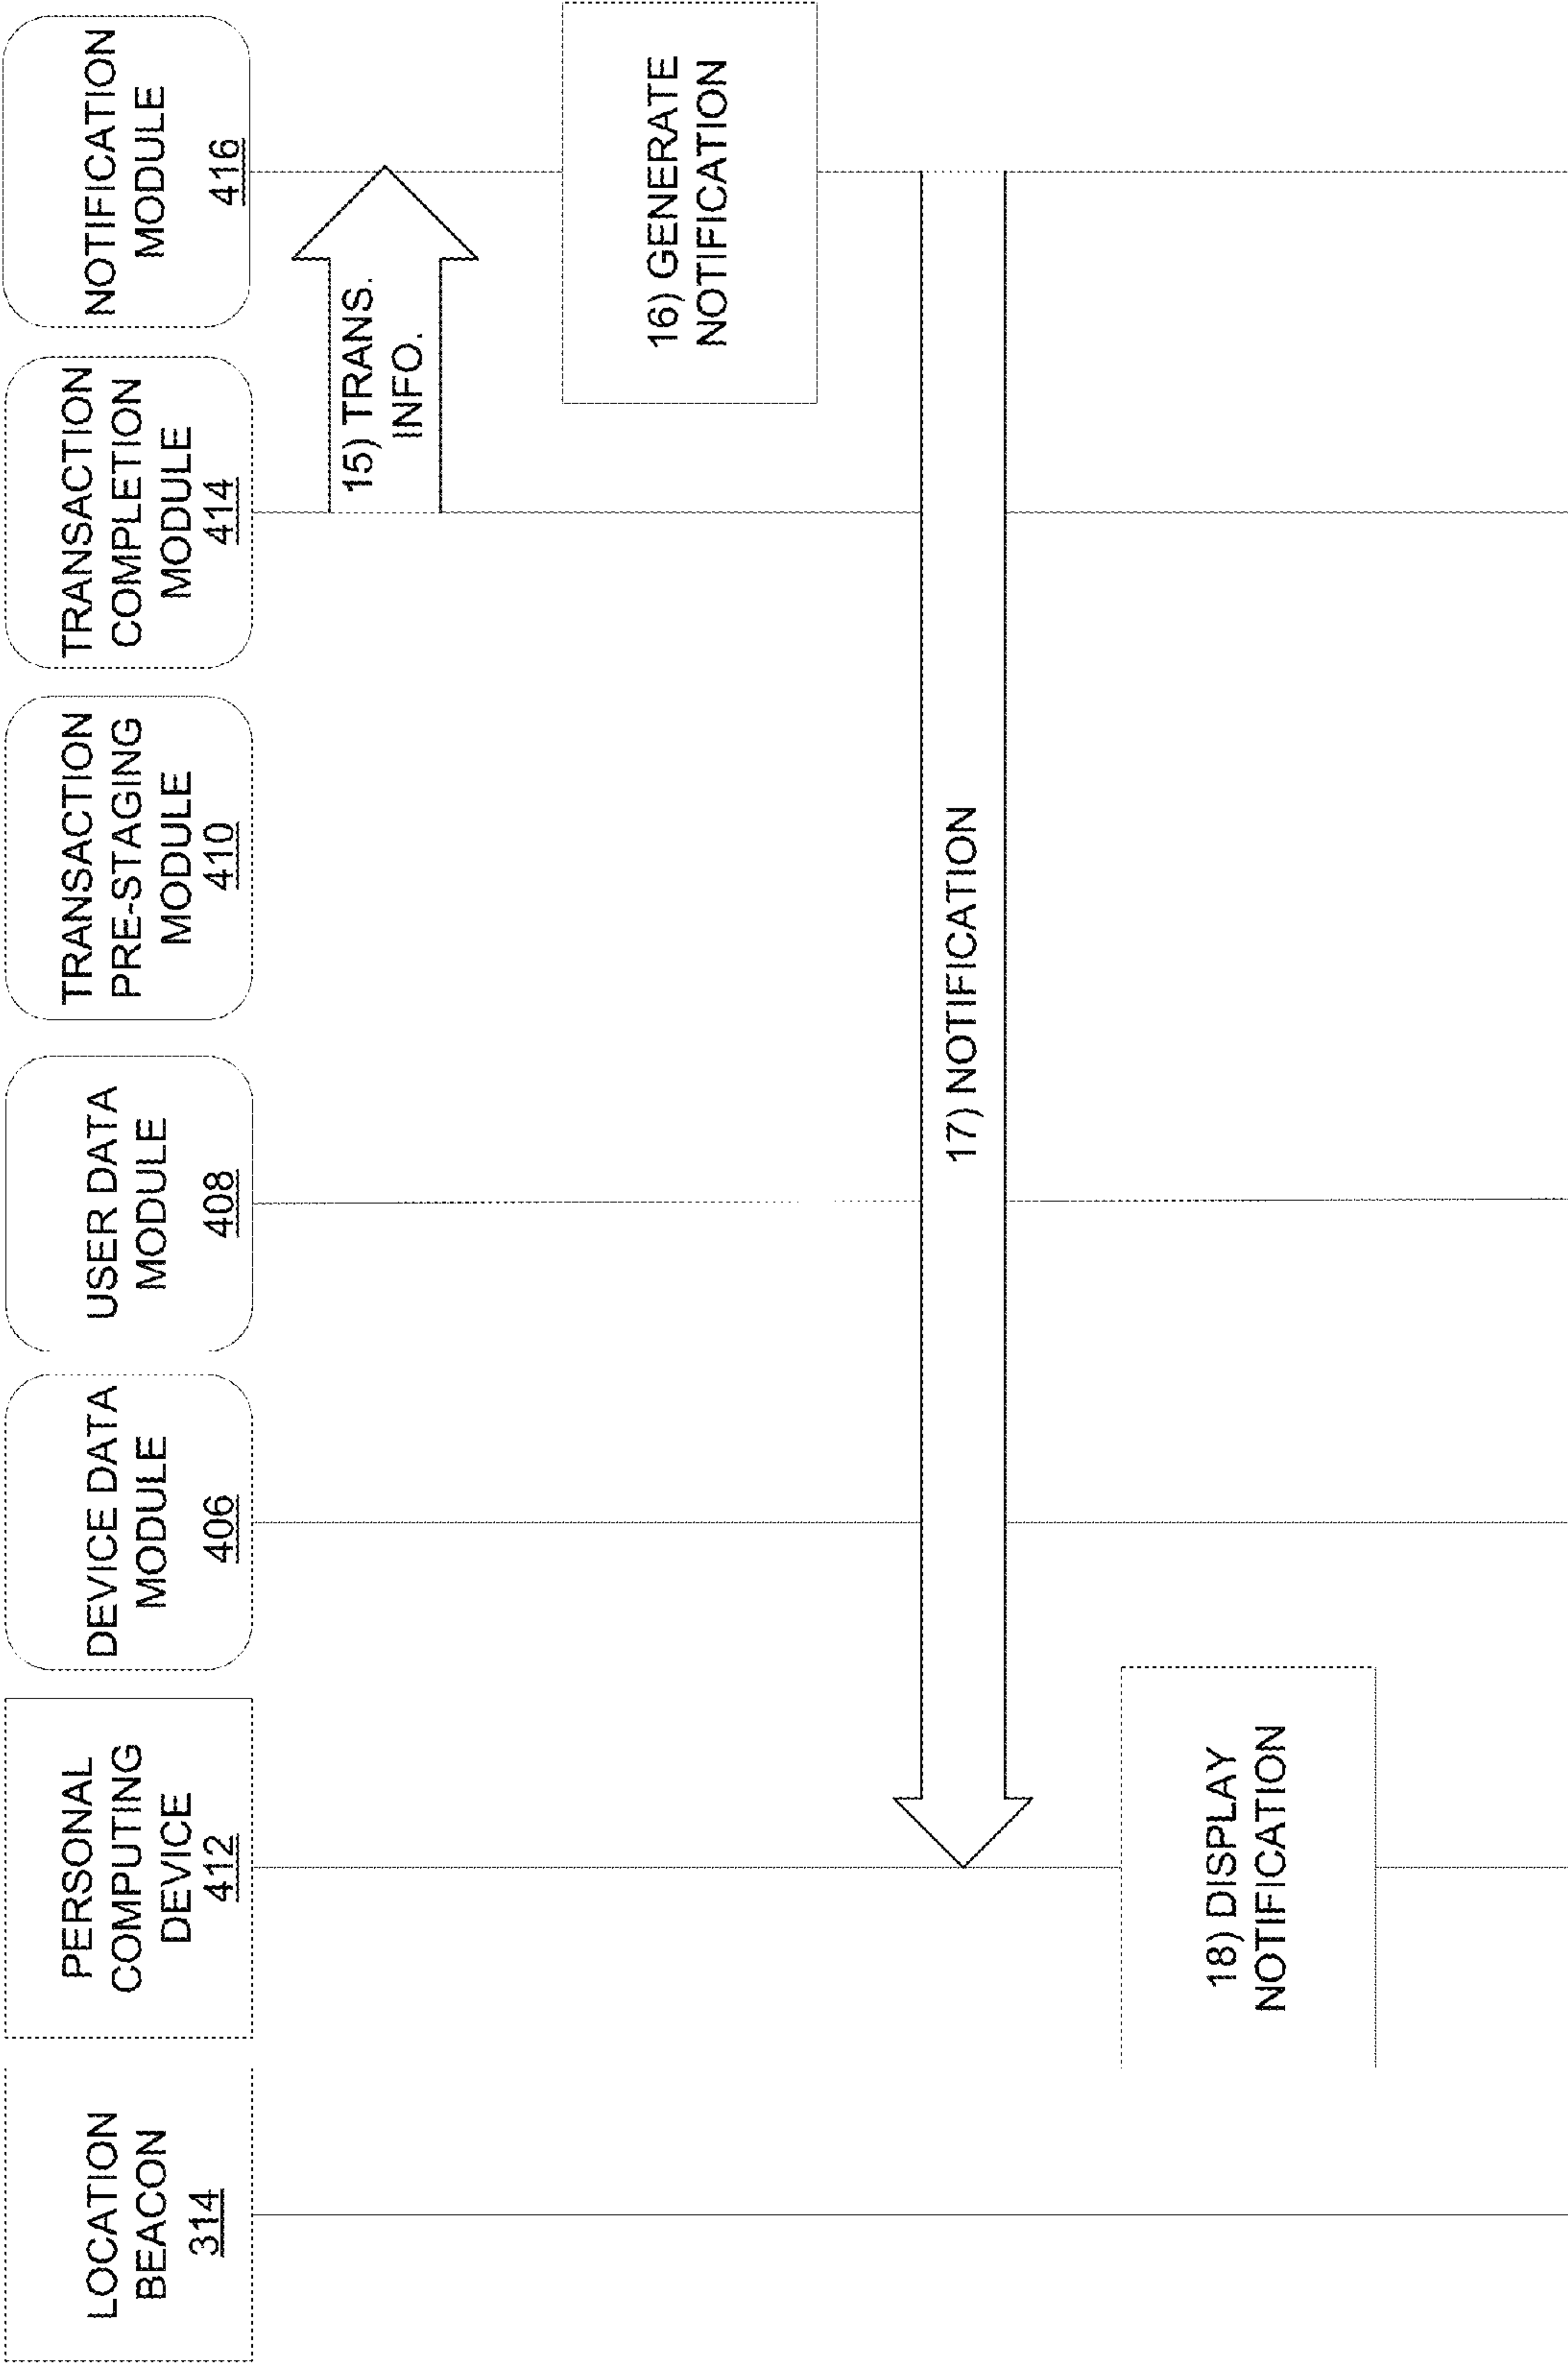 LOCATION
BEACON
314
PERSONAL
COMPUTING
DEVICE
412
DEVICE DATA
MODULE
406
USER DATA
MODULE
408
TRANSACTION
PRE-STAGING
MODULE
410
TRANSACTION
COMPLETION
MODULE
414
NOTIFICATION
MODULE
416
15) TRANS.
INFO.
16) GENERATE
NOTIFICATION
17) NOTIFICATION
18) DISPLAY
NOTIFICATION